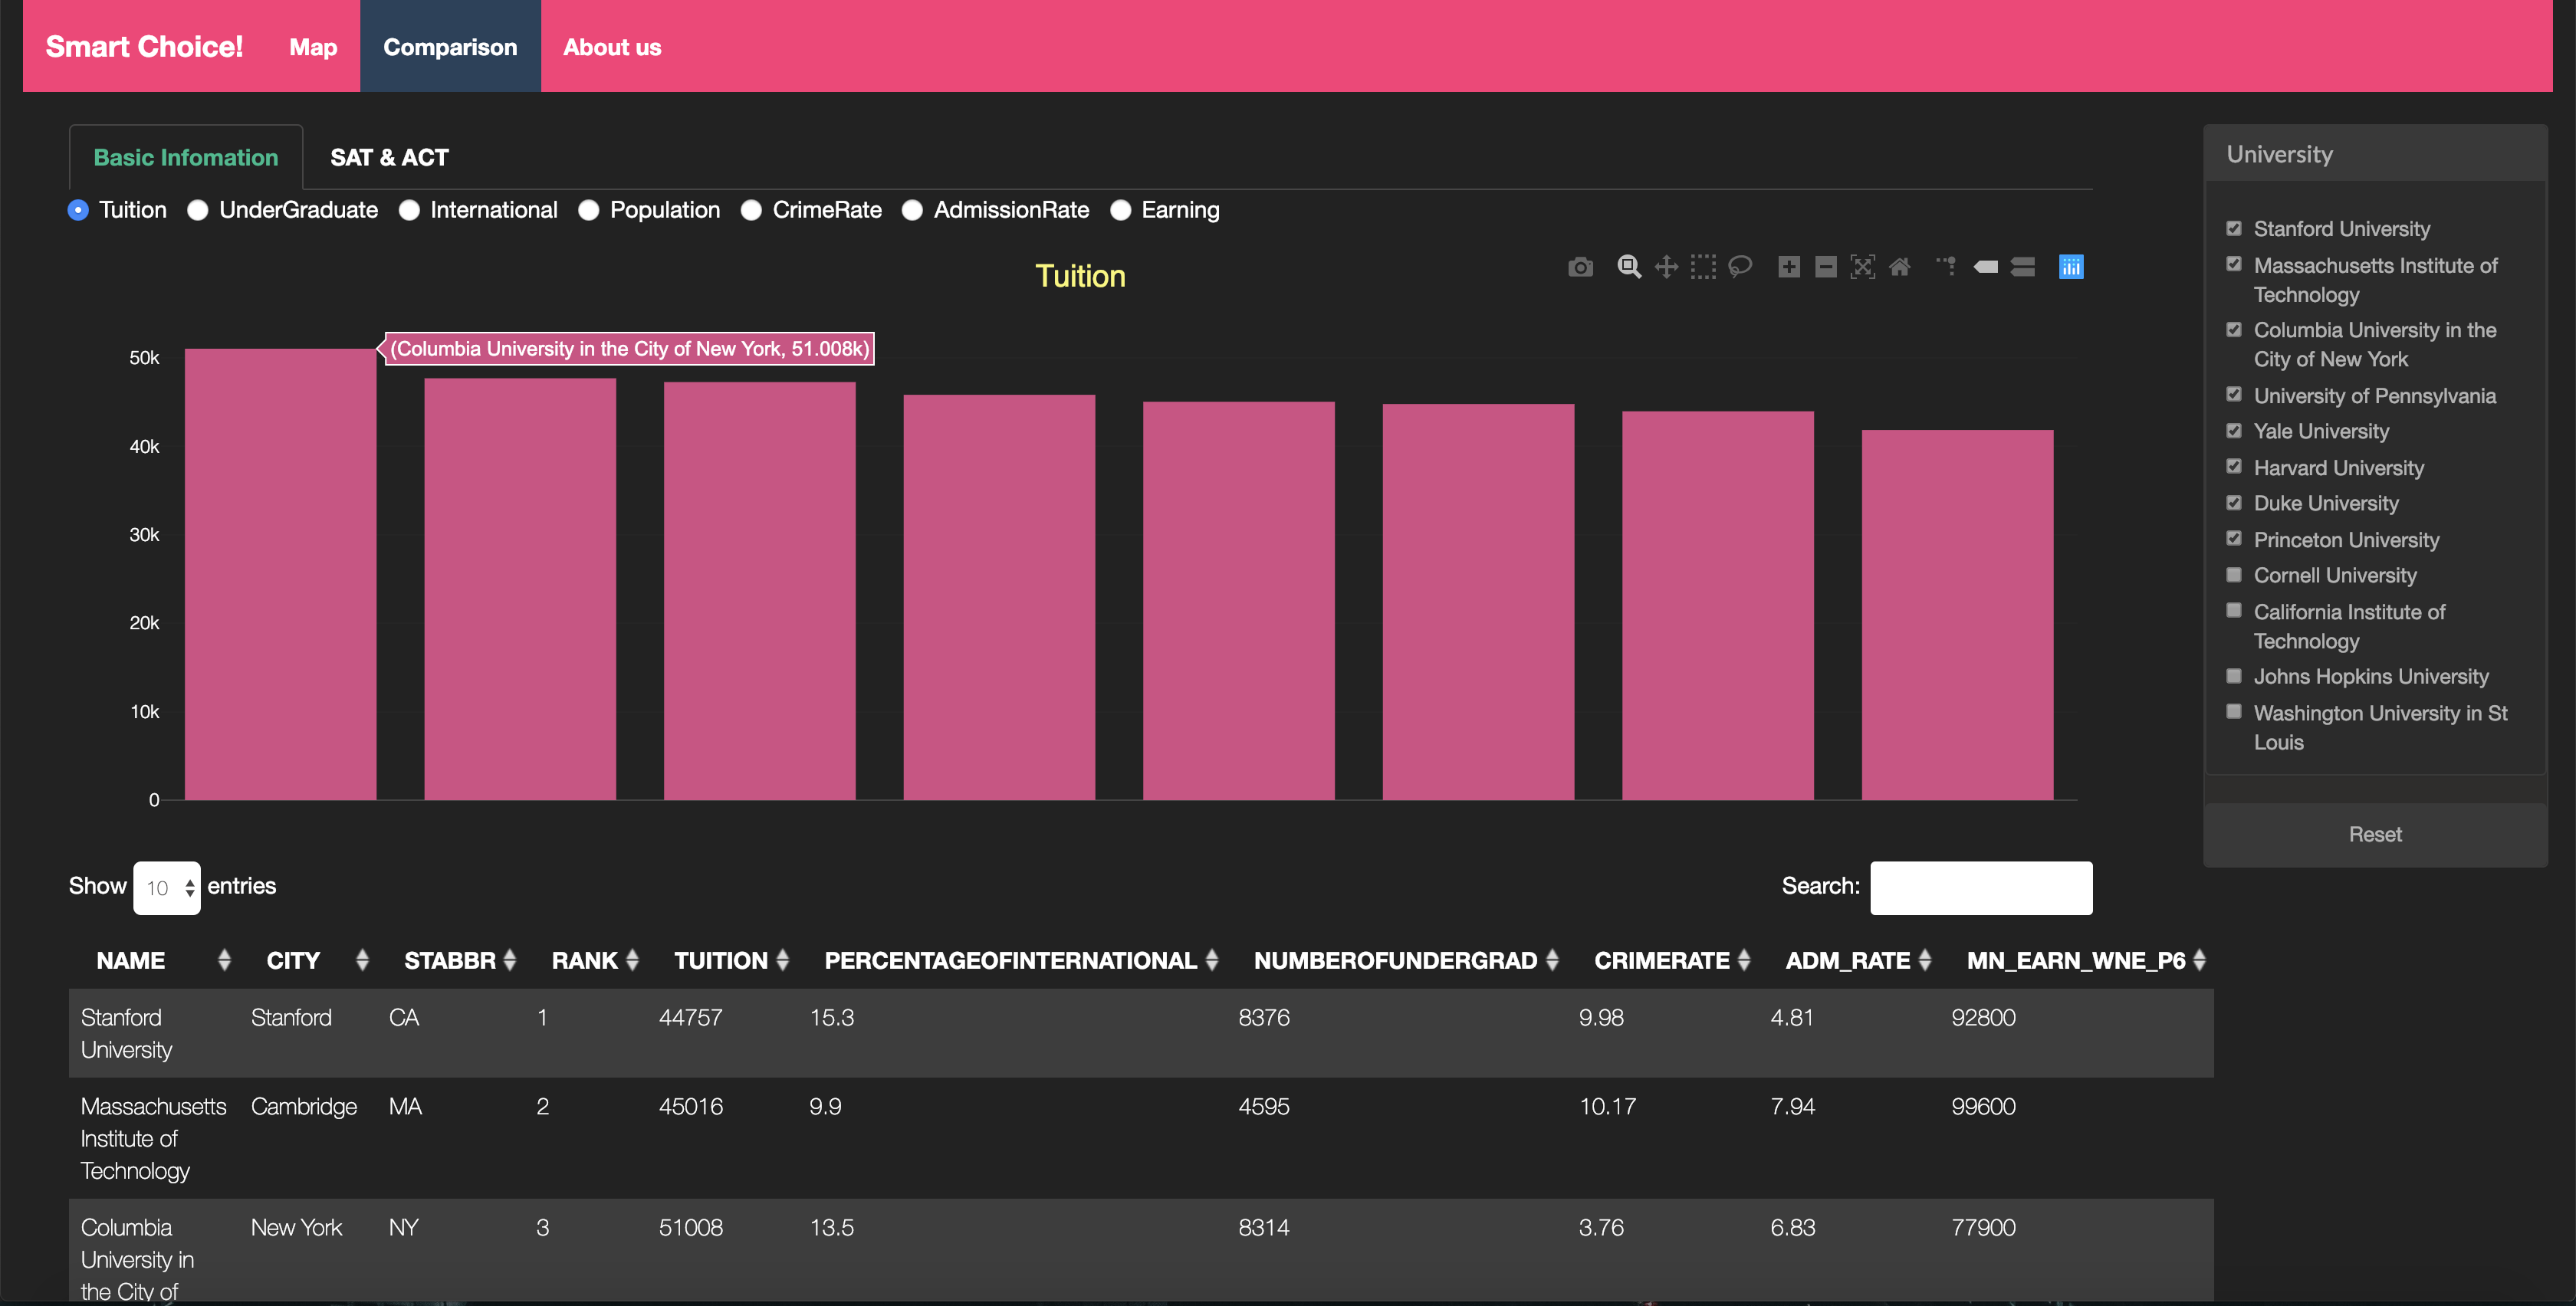 Smart Choice! Map Comparison About us
Basic Infomation SAT & ACT
Tuition UnderGraduate International Population CrimeRate AdmissionRate Earning
Tuition
(Columbia University in the City of New York, 51.008k)
50k
40k
30k
20k
10k
0
University
Stanford University
Massachusetts Institute of
Technology
Columbia University in the
City of New York
University of Pennsylvania
Yale University
Harvard University
Duke University
Princeton University
Cornell University
California Institute of
Technology
Johns Hopkins University
Washington University in St
Louis
Reset
Show 10 entries Search:
NAME CITY STABBR RANK TUITION PERCENTAGEOFINTERNATIONAL NUMBEROFUNDERGRAD CRIMERATE ADM_RATE MN_EARN_WNE_P6
Stanford Stanford CA 1 44757 15.3 8376 9.98 4.81 92800
University
Massachusetts Cambridge MA 2 45016 9.9 4595 10.17 7.94 99600
Institute of
Technology
Columbia New York NY 3 51008 13.5 8314 3.76 6.83 77900
University in
the City of